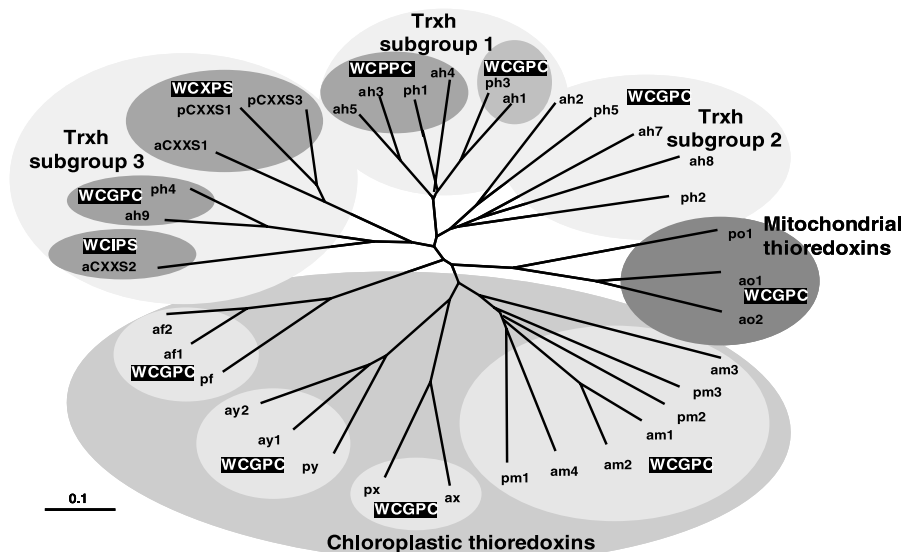 Trxh
subgroup 1
WCPPC
ah4
WCGPC
ph3
ah3
ph1
ah1
ah5
ah2
WCXPS
pCXXS3
pCXXS1
aCXXS1
Trxh
subgroup 3
WCGPC
ph4
ah9
WCIPS
aCXXS2
WCGPC
ph5
Trxh
subgroup 2
ah7
ah8
ph2
Mitochondrial
thioredoxins
po1
ao1
WCGPC
ao2
af2
af1
WCGPC
pf
ay2
ay1
WCGPC
py
px
ax
WCGPC
am3
pm3
pm2
am1
am2
WCGPC
am4
pm1
0.1
Chloroplastic thioredoxins